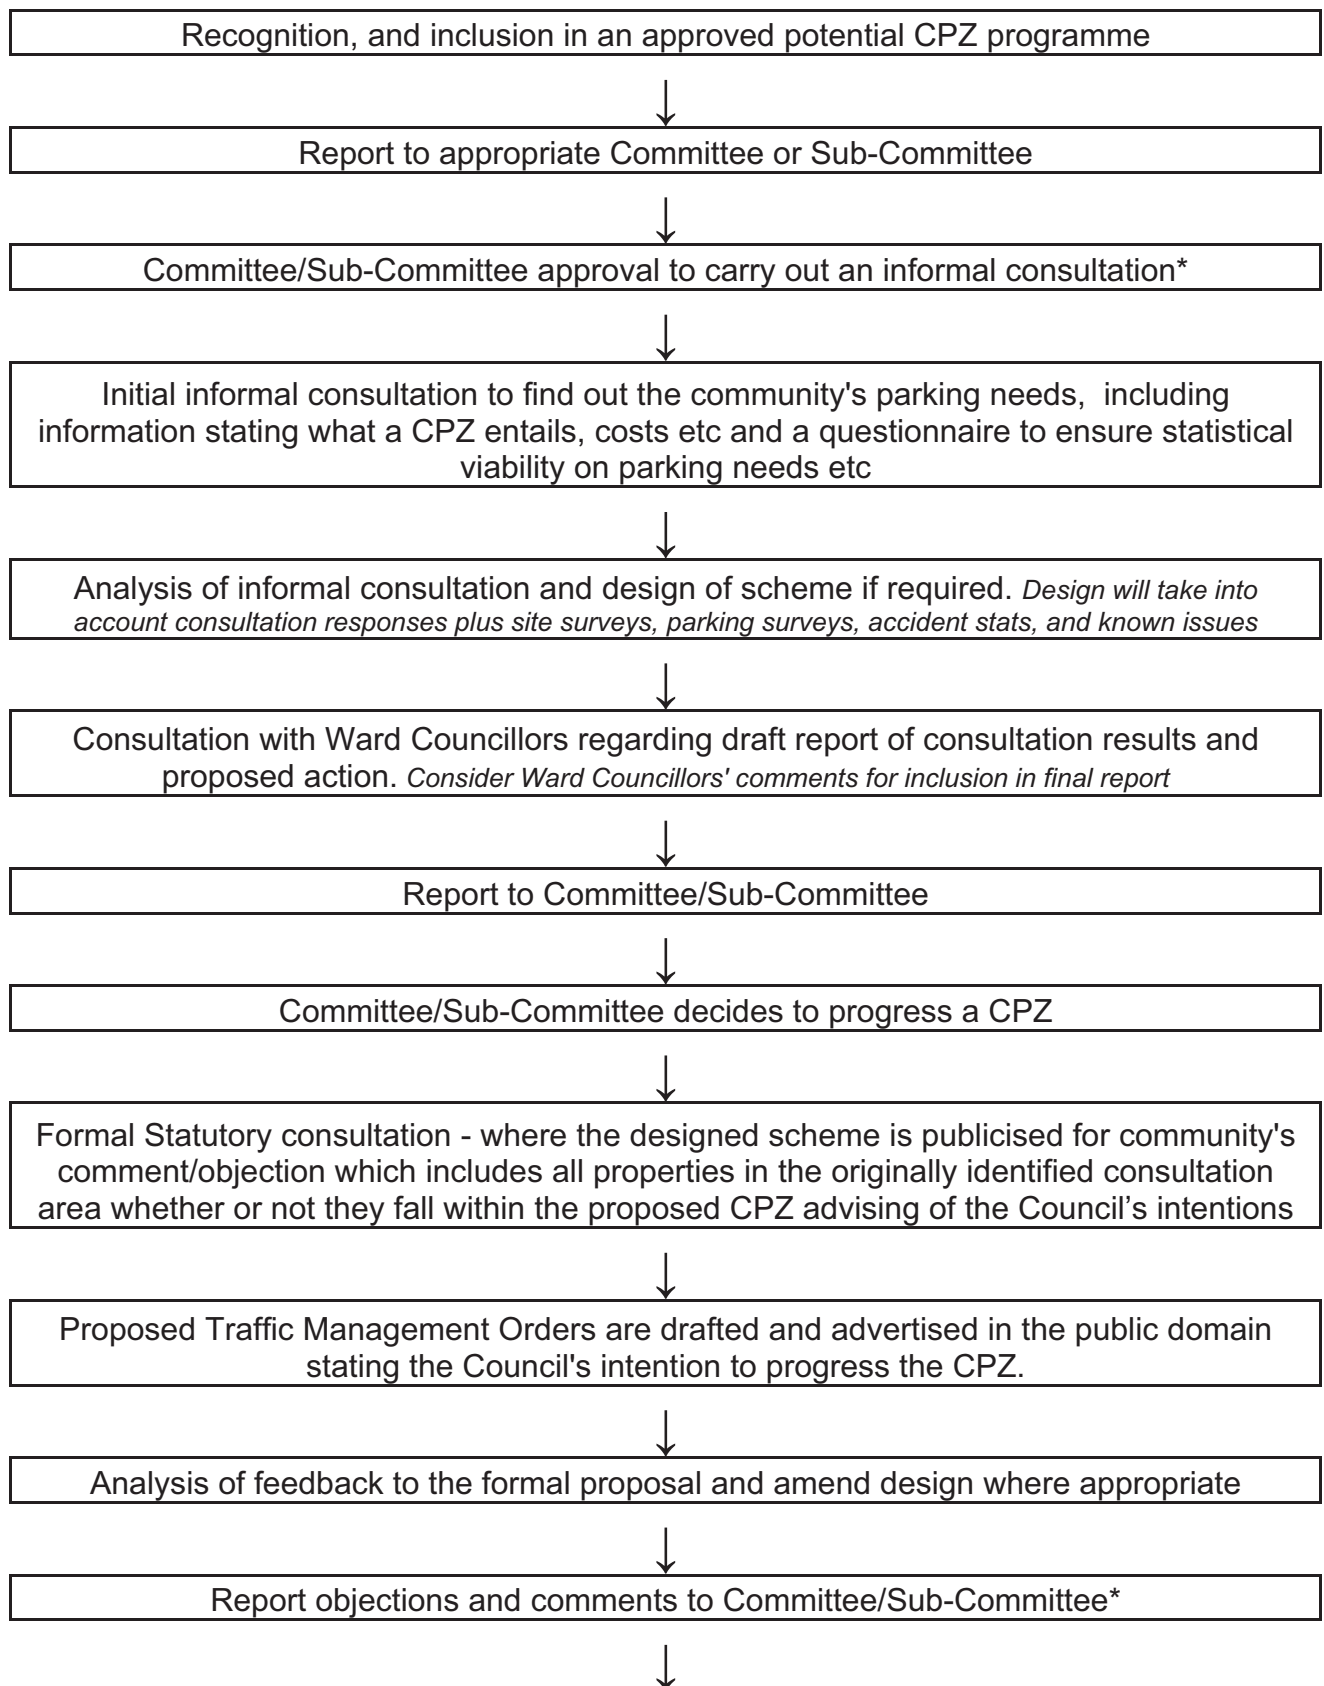 Recognition, and inclusion in an approved potential CPZ programme
Report to appropriate Committee or Sub-Committee
Committee/Sub-Committee approval to carry out an informal consultation*
Initial informal consultation to find out the community's parking needs,  including
information stating what a CPZ entails, costs etc and a questionnaire to ensure statistical
viability on parking needs etc
Analysis of informal consultation and design of scheme if required. Design will take into
account consultation responses plus site surveys, parking surveys, accident stats, and known issues
Consultation with Ward Councillors regarding draft report of consultation results and
proposed action. Consider Ward Councillors' comments for inclusion in final report
Report to Committee/Sub-Committee
Committee/Sub-Committee decides to progress a CPZ
Formal Statutory consultation - where the designed scheme is publicised for community's
comment/objection which includes all properties in the originally identified consultation
area whether or not they fall within the proposed CPZ advising of the Council’s intentions
Proposed Traffic Management Orders are drafted and advertised in the public domain
stating the Council's intention to progress the CPZ.
Analysis of feedback to the formal proposal and amend design where appropriate
Report objections and comments to Committee/Sub-Committee*